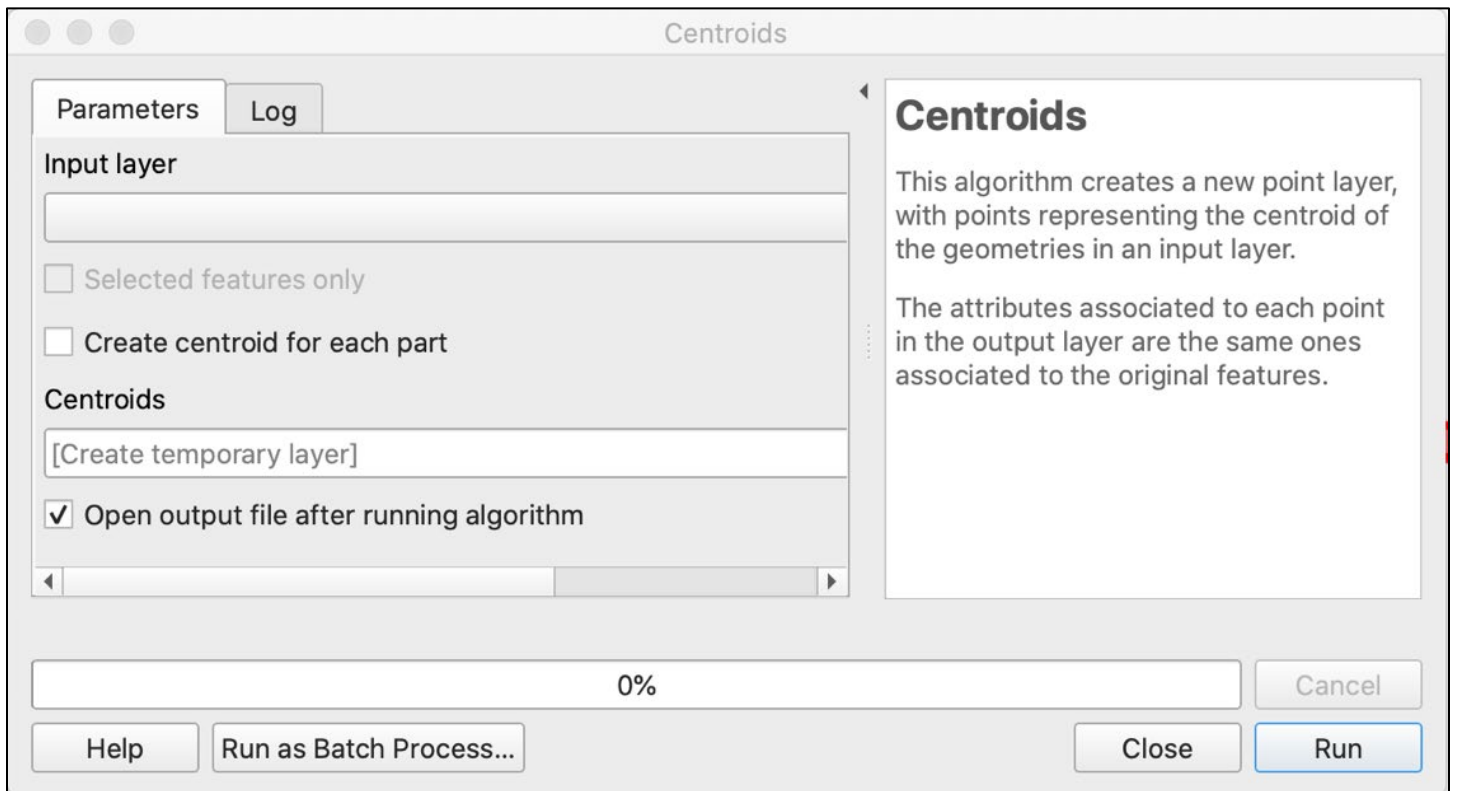 Centroids
Parameters
Log
Input layer
Selected features only
Create centroid for each part
Centroids
[Create temporary layer]
Open output file after running algorithm
Centroids
This algorithm creates a new point layer,
with points representing the centroid of
the geometries in an input layer.
The attributes associated to each point
in the output layer are the same ones
associated to the original features.
0%
Cancel
Help
Run as Batch Process...
Close
Run